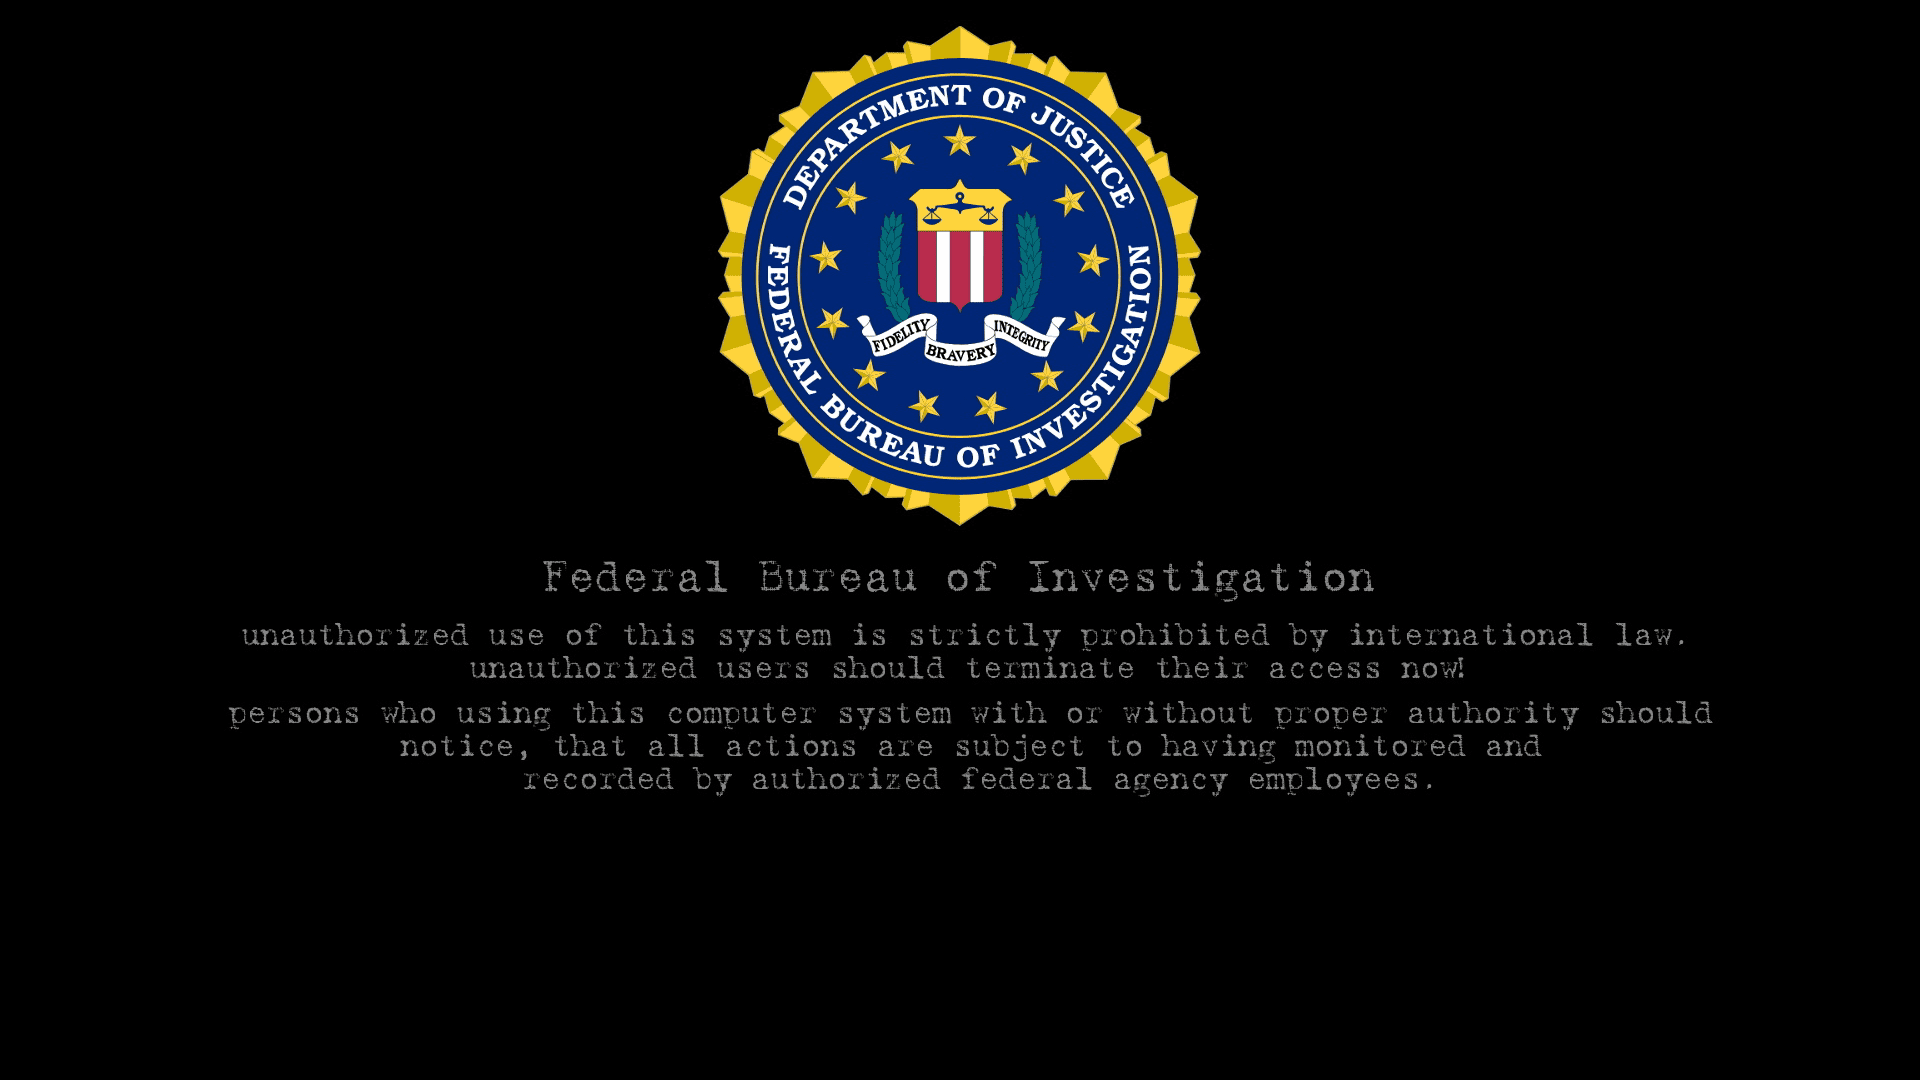 DEPARTMENT OF JUSTICE
FIDELITY
BRAVERY
INTEGRITY
FEDERAL BUREAU OF INVESTIGATION
Federal Bureau of Investigation
unauthorized use of this system is strictly prohibited by international law.
unauthorized users should terminate their access now!
persons who using this computer system with or without proper authority should
notice, that all actions are subject to having monitored and
recorded by authorized federal agency employees.